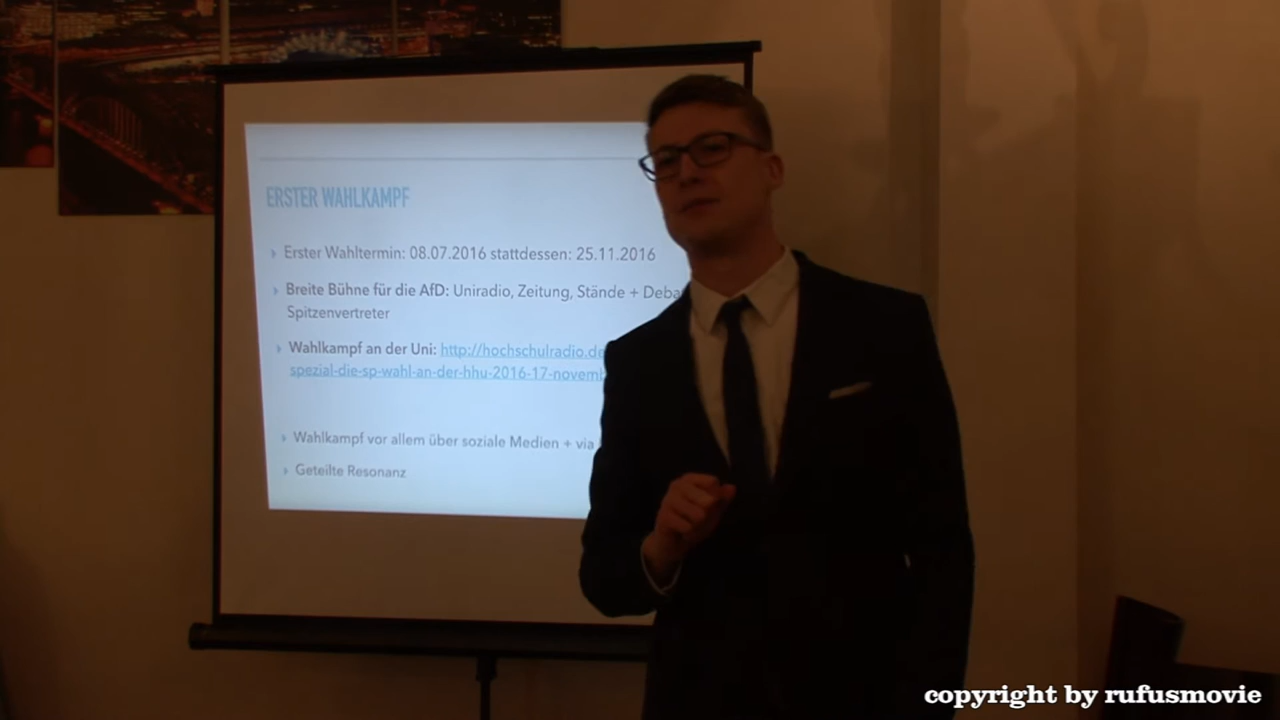 ERSTER WAHLKAMPF
Erster Wahltermin: 08.07.2016 stattdessen: 25.11.2016
Breite Bühne für die AfD: Uniradio, Zeitung, Stände + Deba
Spitzenvertreter
Wahlkampf an der Uni: http://hochschulradio.de
spezial-die-sp-wahl-an-der-hhu-2016-17-novemb
Wahlkampf vor allem über soziale Medien + via
Geteilte Resonanz
copyright by rufusmovie